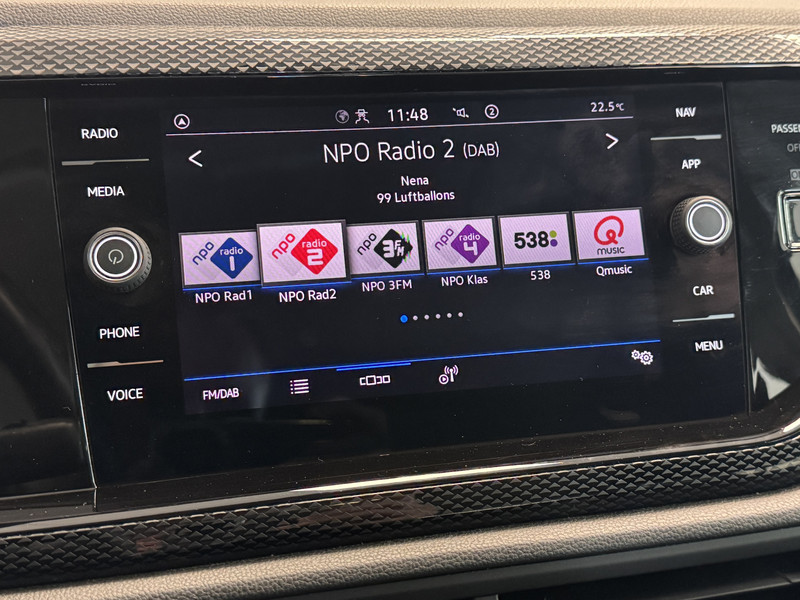 11:48
2
22.5°C
RADIO
MEDIA
PHONE
VOICE
NPO Radio 2 (DAB)
Nena
99 Luftballons
npo radio 1
npo radio 2
npo 3FM
npo radio 4
538
Q MUSIC
NPO Rad1
NPO Rad2
NPO 3FM
NPO Klas
538
Qmusic
FM/DAB
NAV
APP
CAR
MENU